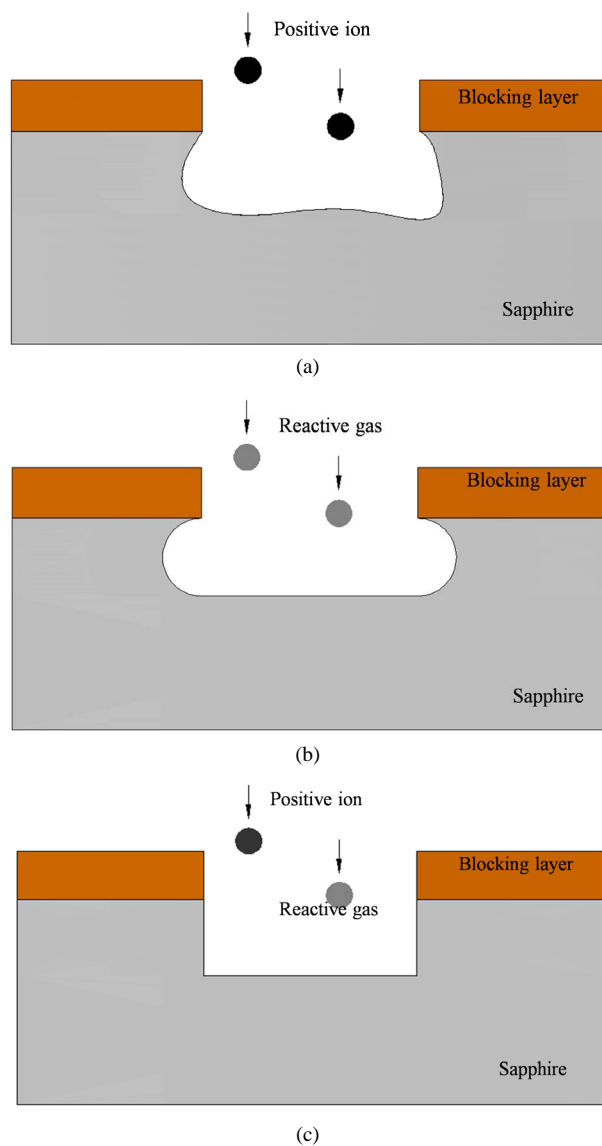 Positive ion
Blocking layer
Sapphire
(a)
Reactive gas
Blocking layer
Sapphire
(b)
Positive ion
Blocking layer
Reactive gas
Sapphire
(c)